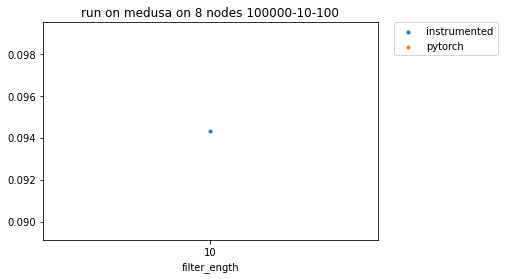 run on medusa on 8 nodes 100000-10-100
instrumented
pytorch
0.098
0.096
0.094
0.092
0.090
10
filter_ength